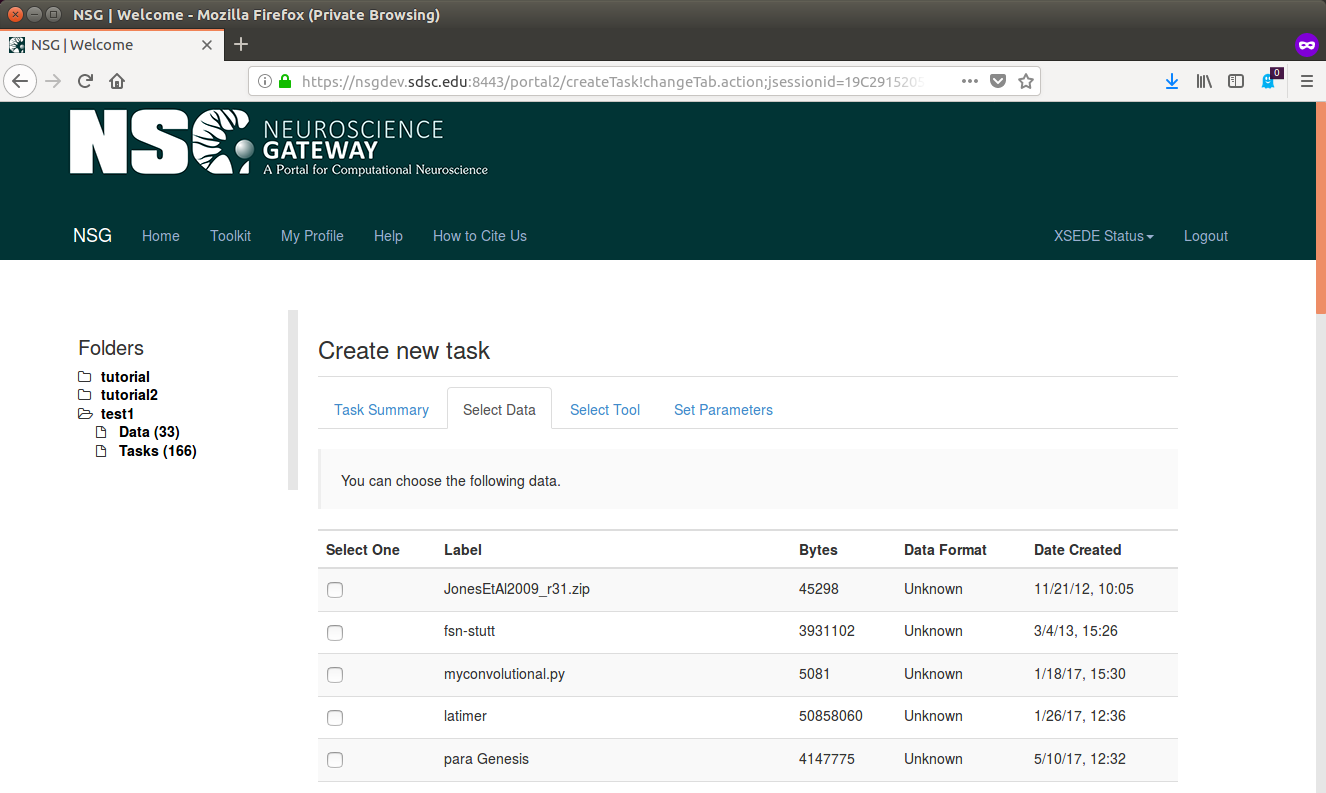 NSG | Welcome - Mozilla Firefox (Private Browsing)
NSG | Welcome
https://nsgdev.sdsc.edu:8443/portal2/createTask!changeTab.action;jsessionid=19C2915205
0
NSG NEUROSCIENCE
GATEWAY
A Portal for Computational Neuroscience
NSG Home Toolkit My Profile Help How to Cite Us XSEDE Status Logout
Folders
tutorial
tutorial2
test1
Data (33)
Tasks (166)
Create new task
Task Summary Select Data Select Tool Set Parameters
You can choose the following data.
Select One Label Bytes Data Format Date Created
JonesEtAl2009_r31.zip 45298 Unknown 11/21/12, 10:05
fsn-stutt 3931102 Unknown 3/4/13, 15:26
myconvolutional.py 5081 Unknown 1/18/17, 15:30
latimer 50858060 Unknown 1/26/17, 12:36
para Genesis 4147775 Unknown 5/10/17, 12:32